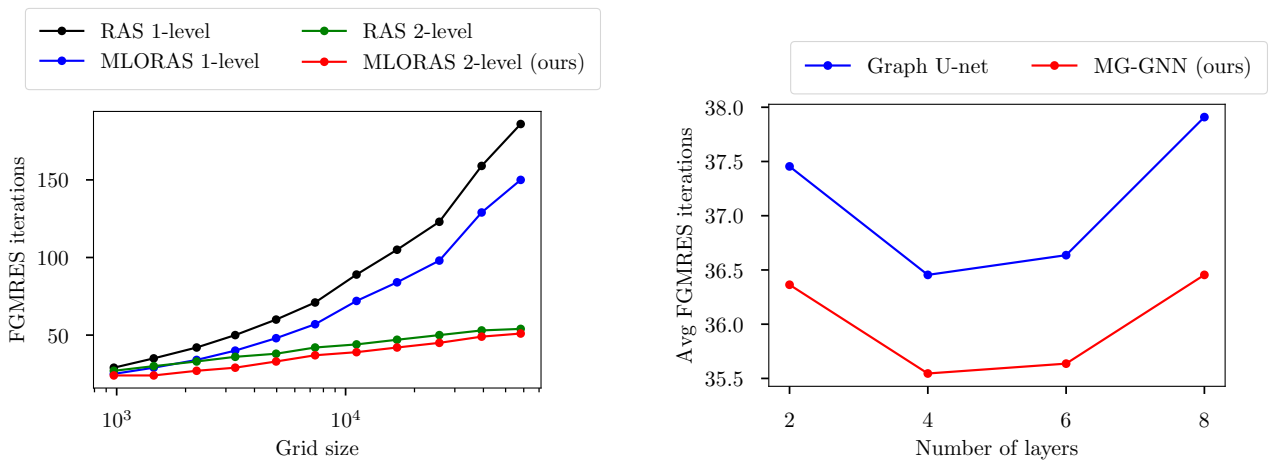 RAS 1-level
RAS 2-level
MLORAS 1-level
MLORAS 2-level (ours)
FGMRES iterations
150
100
50
10³
10⁴
Grid size
Graph U-net
MG-GNN (ours)
Avg FGMRES iterations
38.0
37.5
37.0
36.5
36.0
35.5
2
4
6
8
Number of layers